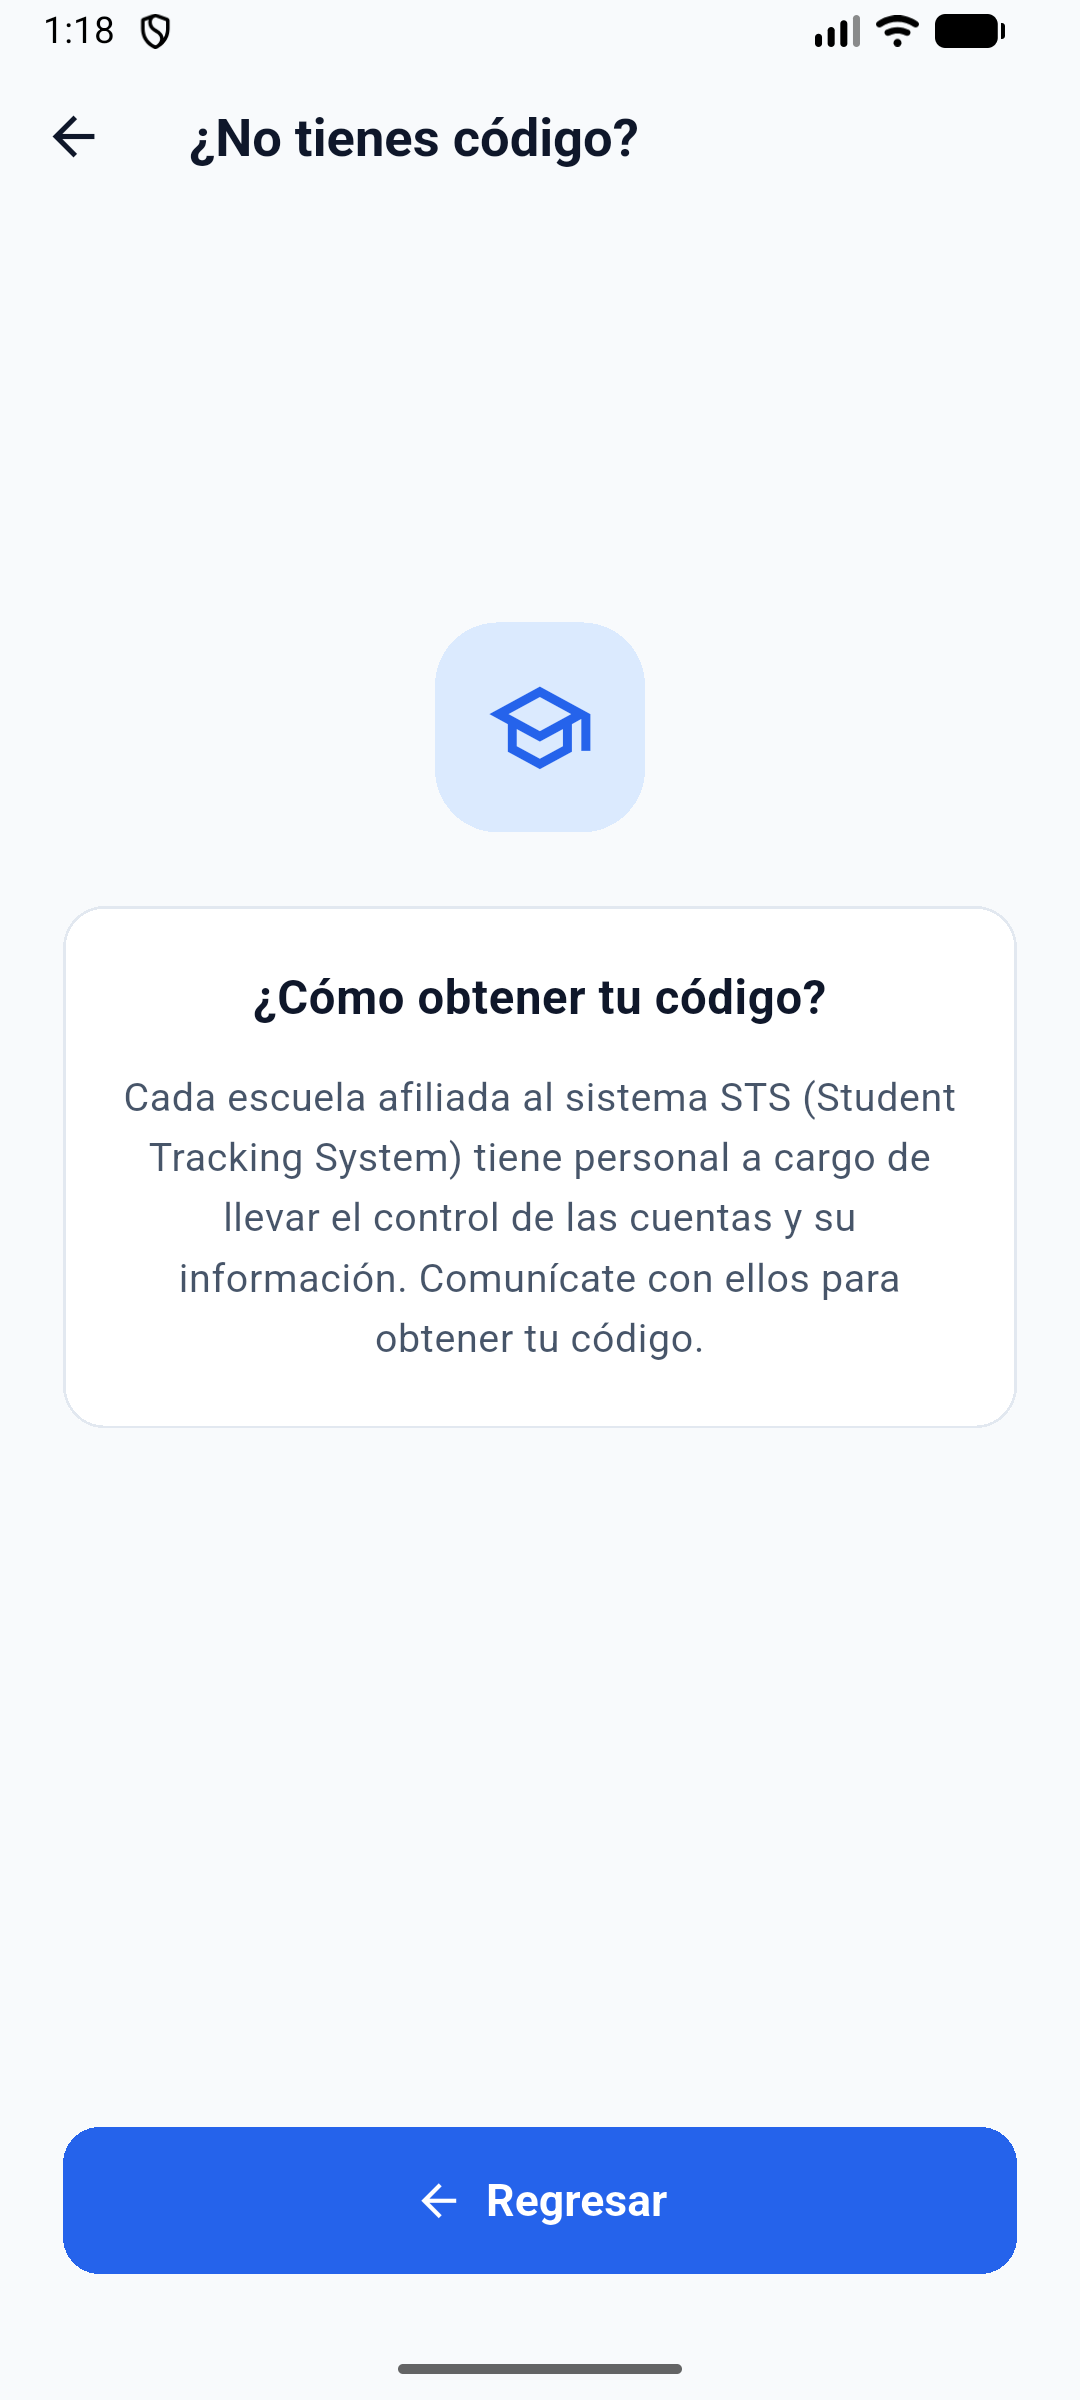 1:18
¿No tienes código?
¿Cómo obtener tu código?
Cada escuela afiliada al sistema STS (Student
Tracking System) tiene personal a cargo de
llevar el control de las cuentas y su
información. Comunícate con ellos para
obtener tu código.
Regresar